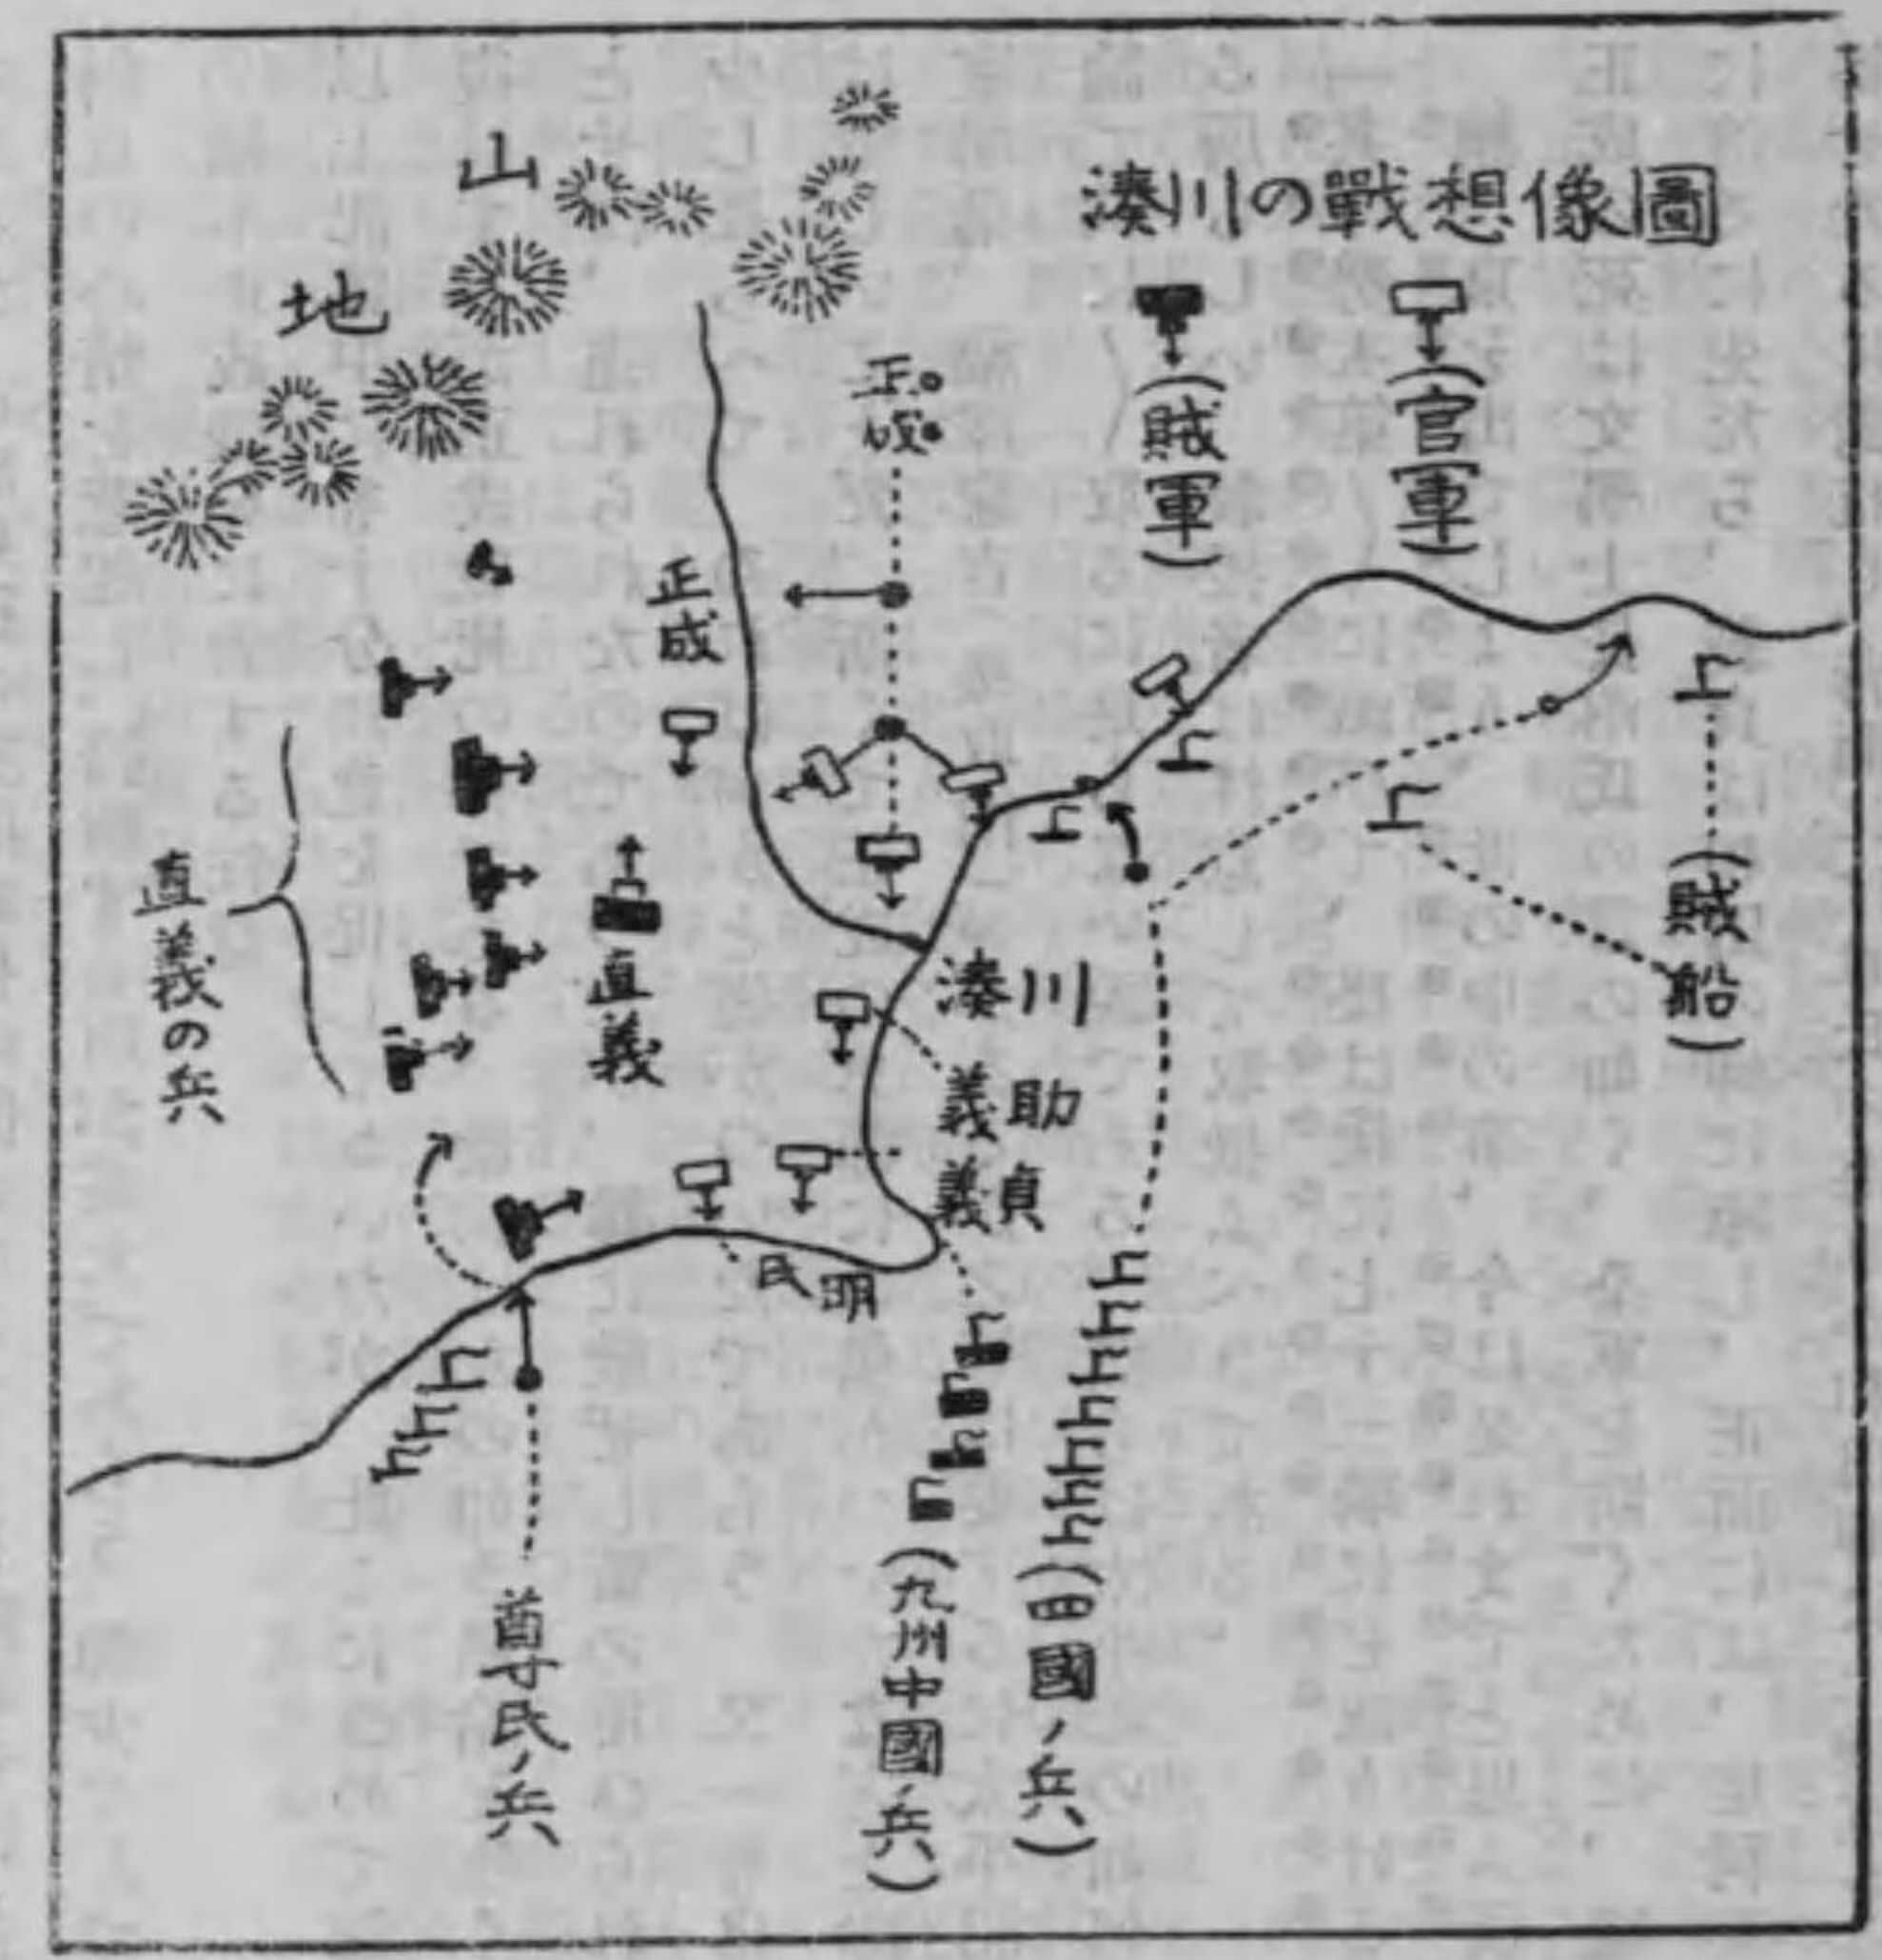 湊川の戰想像圖
(官軍)
(賊軍)
山
地
正成
正成
直義の兵
直義
湊川
義助
義貞
氏明
(賊船)
尊氏ノ兵
(九州中國ノ兵)
(四國ノ兵)